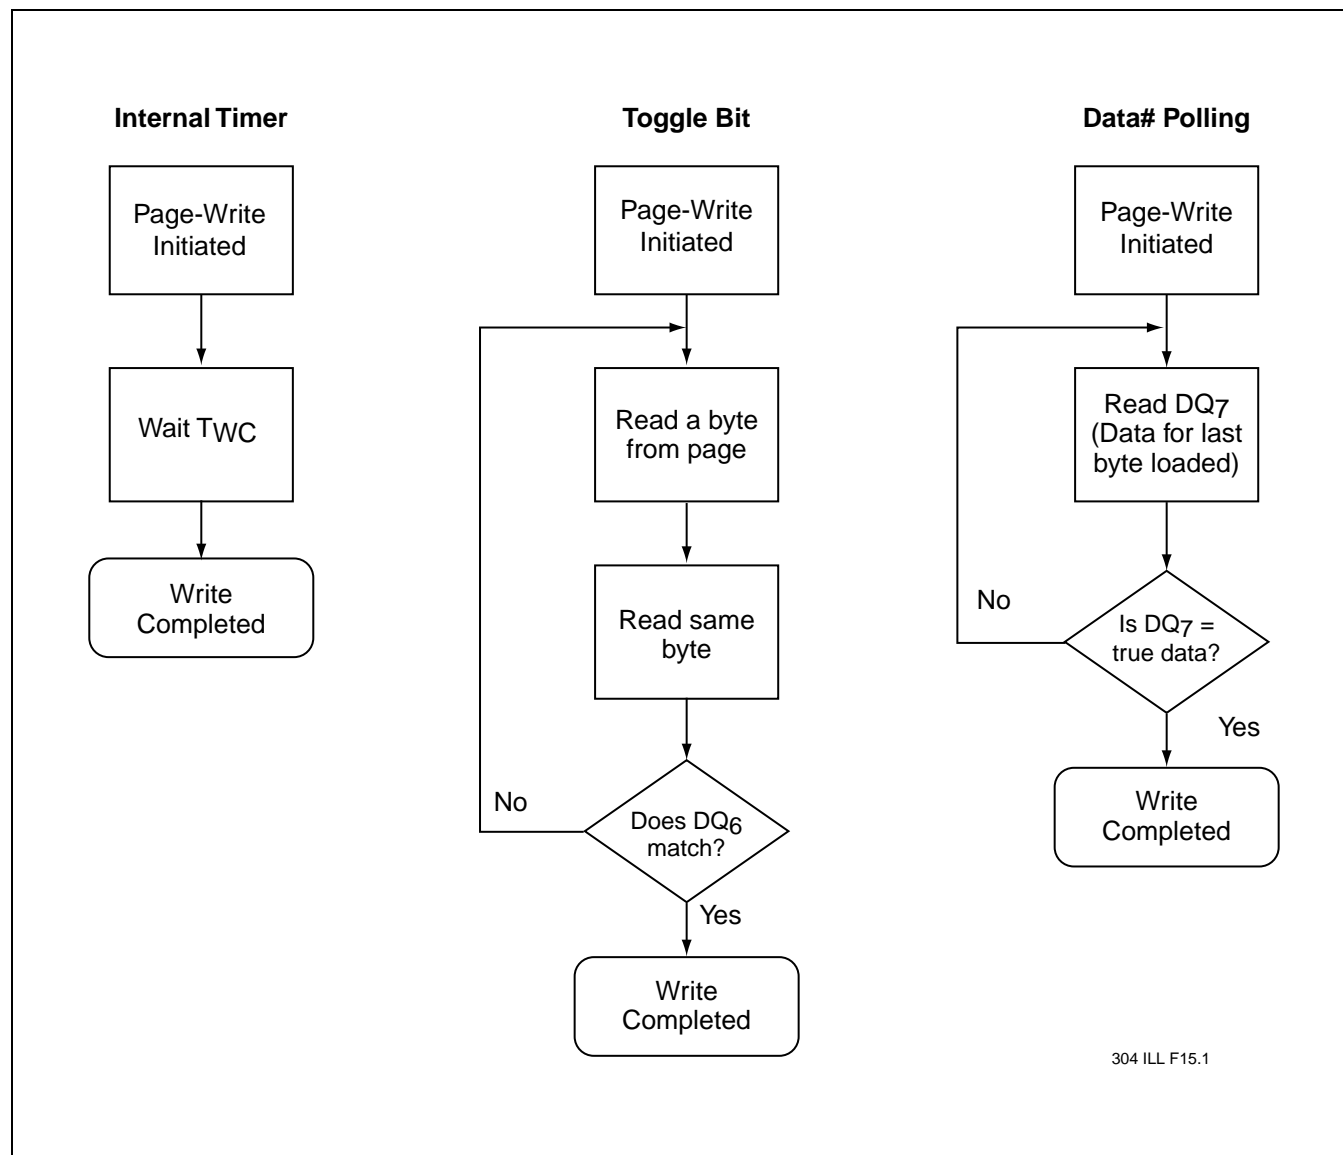 Internal Timer
Page-Write
Initiated
Wait TWC
Write
Completed
Toggle Bit
Page-Write
Initiated
Read a byte
from page
Read same
byte
No
Does DQ6
match?
Yes
Write
Completed
Data# Polling
Page-Write
Initiated
Read DQ7
(Data for last
byte loaded)
No
Is DQ7 =
true data?
Yes
Write
Completed
304 ILL F15.1